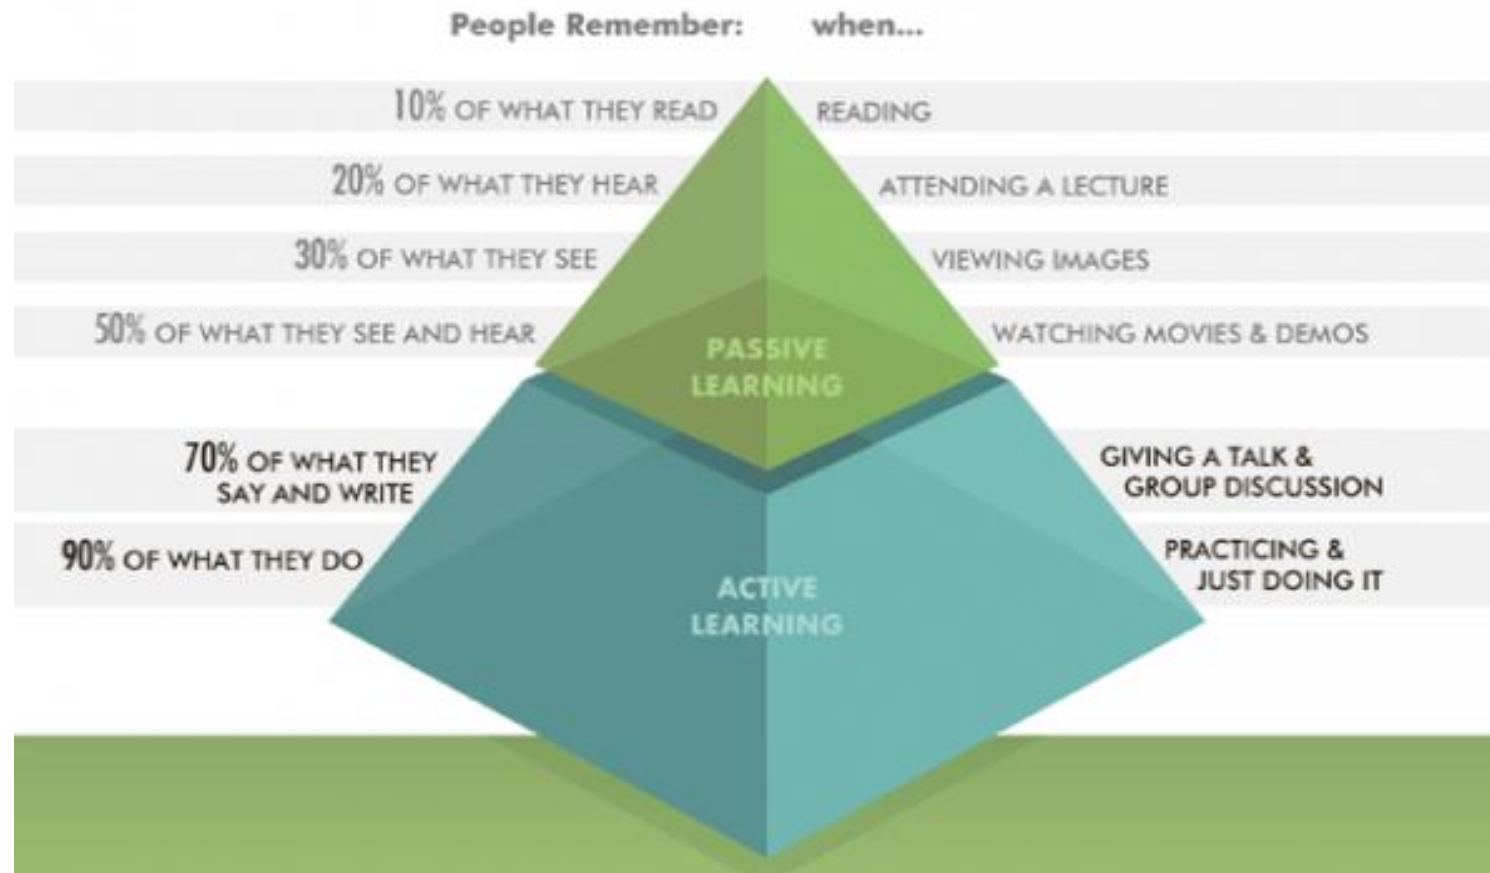 People Remember: when...
10% OF WHAT THEY READ READING
20% OF WHAT THEY HEAR ATTENDING A LECTURE
30% OF WHAT THEY SEE VIEWING IMAGES
50% OF WHAT THEY SEE AND HEAR WATCHING MOVIES & DEMOS
PASSIVE
LEARNING
70% OF WHAT THEY
SAY AND WRITE
GIVING A TALK &
GROUP DISCUSSION
90% OF WHAT THEY DO
PRACTICING &
JUST DOING IT
ACTIVE
LEARNING